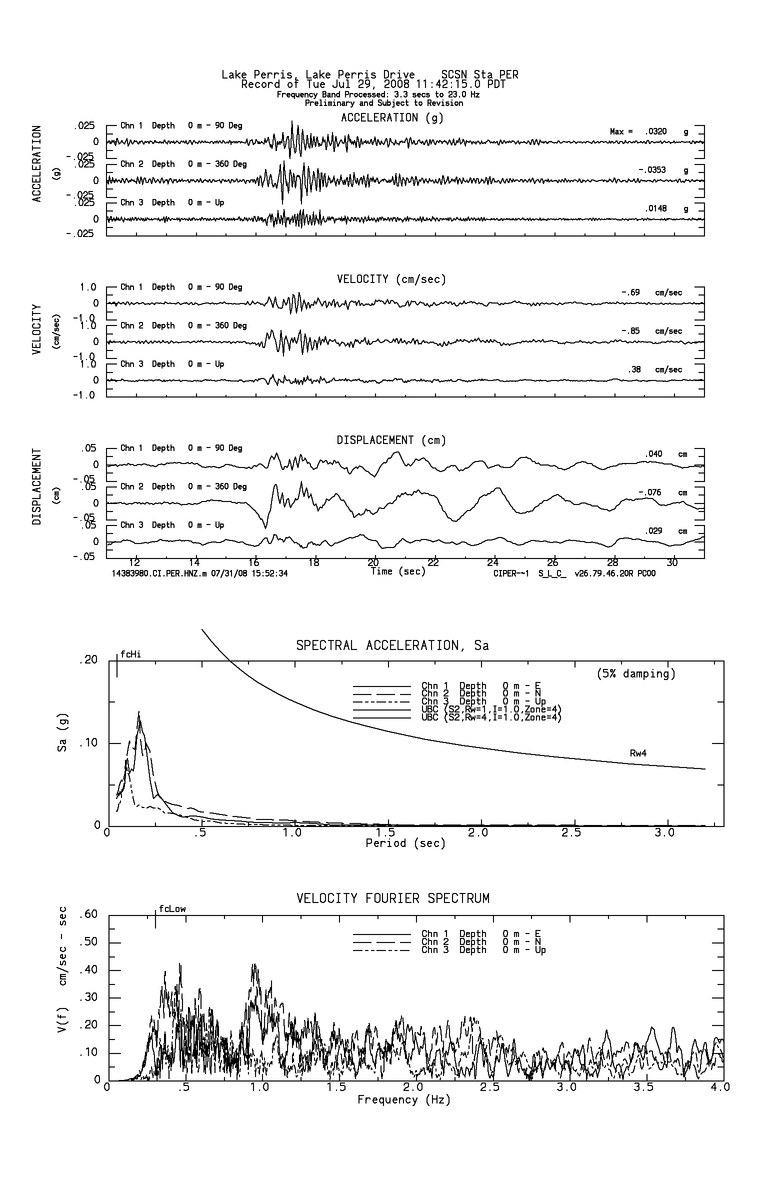 Lake Perris, Lake Perris Drive SCSN Sta PER
Record of Tue Jul 29, 2008 11:42:15.0 PDT
Frequency Band Processed: 3.3 secs to 23.0 Hz
Preliminary and Subject to Revision
ACCELERATION (g)
ACCELERATION
(g)
.025
0
-.025
Chn 1 Depth 0 m - 90 Deg
Max = .0320 g
.025
0
-.025
Chn 2 Depth 0 m - 360 Deg
-.0353 g
.025
0
-.025
Chn 3 Depth 0 m - Up
.0148 g
VELOCITY (cm/sec)
VELOCITY
(cm/sec)
1.0
0
-1.0
Chn 1 Depth 0 m - 90 Deg
-.69 cm/sec
1.0
0
-1.0
Chn 2 Depth 0 m - 360 Deg
-.85 cm/sec
1.0
0
-1.0
Chn 3 Depth 0 m - Up
.38 cm/sec
DISPLACEMENT (cm)
DISPLACEMENT
(cm)
.05
0
-.05
Chn 1 Depth 0 m - 90 Deg
.040 cm
.05
0
-.05
Chn 2 Depth 0 m - 360 Deg
-.076 cm
.05
0
-.05
Chn 3 Depth 0 m - Up
.029 cm
12 14 16 18 20 22 24 26 28 30
Time (sec)
14383980.CI.PER.HNZ.m 07/31/08 15:52:34
CIPER--1 S_L_C_ v26.79.46.20R PC00
SPECTRAL ACCELERATION, Sa
fcHi
(5% damping)
Sa (g)
.20
.10
0
Chn 1 Depth 0 m - E
Chn 2 Depth 0 m - N
Chn 3 Depth 0 m - Up
UBC (S2,Rw=1,I=1.0,Zone=4)
UBC (S2,Rw=4,I=1.0,Zone=4)
Rw4
0 .5 1.0 1.5 2.0 2.5 3.0
Period (sec)
VELOCITY FOURIER SPECTRUM
fcLow
V(f) cm/sec - sec
.60
.50
.40
.30
.20
.10
0
Chn 1 Depth 0 m - E
Chn 2 Depth 0 m - N
Chn 3 Depth 0 m - Up
0 .5 1.0 1.5 2.0 2.5 3.0 3.5 4.0
Frequency (Hz)